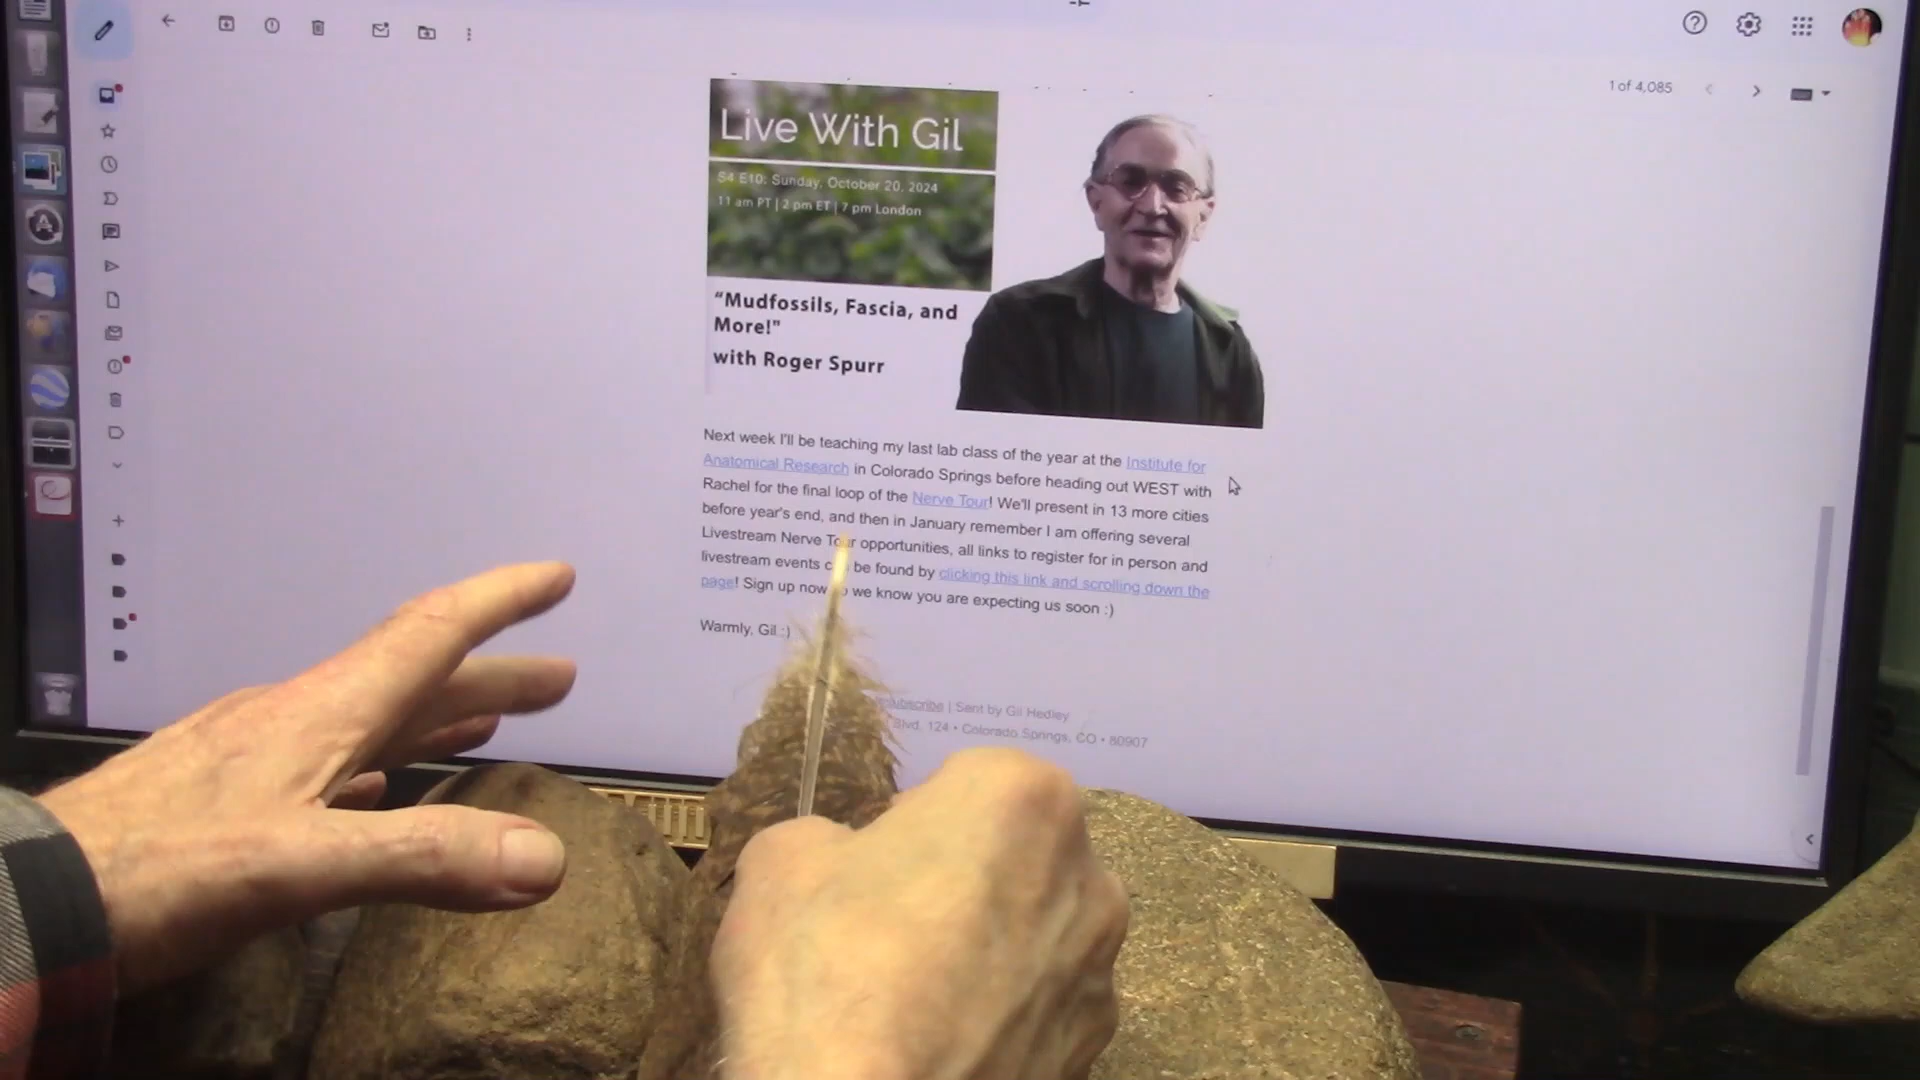 1 of 4,085
Live With Gil
S4 E10: Sunday, October 20, 2024
11 am PT | 2 pm ET | 7 pm London
“Mudfossils, Fascia, and
More!"
with Roger Spurr
Next week I'll be teaching my last lab class of the year at the Institute for
Anatomical Research in Colorado Springs before heading out WEST with
Rachel for the final loop of the Nerve Tour! We'll present in 13 more cities
before year's end, and then in January remember I am offering several
Livestream Nerve Tour opportunities, all links to register for in person and
livestream events c be found by clicking this link and scrolling down the
page! Sign up now we know you are expecting us soon :)
Warmly, Gil :)
subscribe | Sent by Gil Hedley
Blvd. 124 • Colorado Springs, CO • 80907